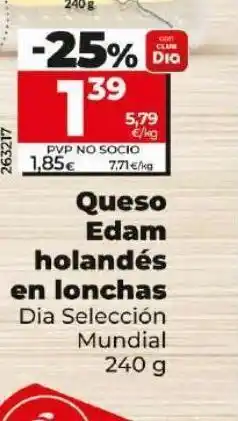 240 g
-25%
con
CLUB
DIA
1 39
5,79
€/kg
PVP NO SOCIO
1,85€ 7,71€/kg
263217
Queso
Edam
holandés
en lonchas
Dia Selección
Mundial
240 g